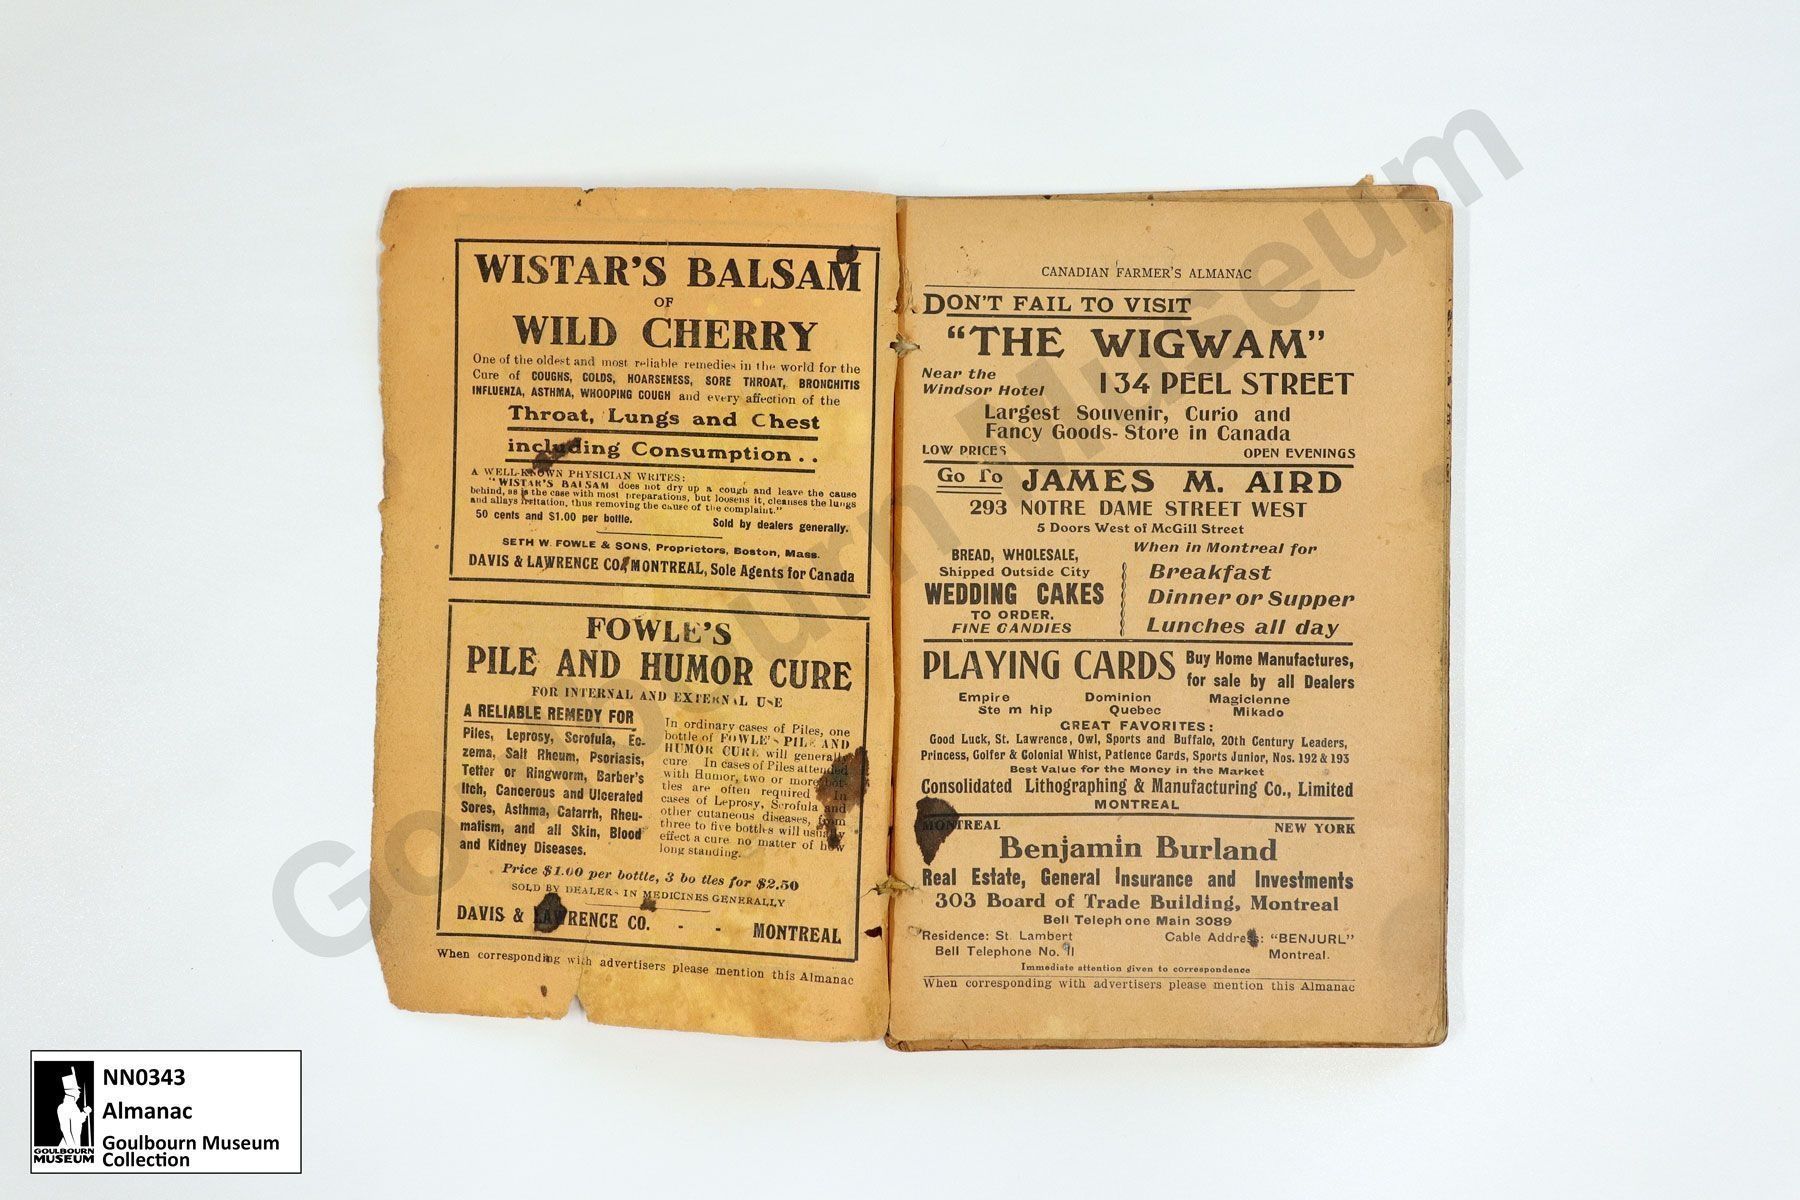 WISTAR'S BALSAM
OF
WILD CHERRY
One of the oldest and most reliable remedies in the world for the
Cure of COUGHS, COLDS, HOARSENESS, SORE THROAT, BRONCHITIS
INFLUENZA, ASTHMA, WHOOPING COUGH and every affection of the
Throat, Lungs and Chest
including Consumption . .
A WELL-KNOWN PHYSICIAN WRITES:
"WISTAR'S BALSAM does not dry up a cough and leave the cause
behind, as is the case with most preparations, but loosens it, cleanses the lungs
and allays irritation, thus removing the cause of the complaint."
50 cents and $1.00 per bottle. Sold by dealers generally.
SETH W. FOWLE & SONS, Proprietors, Boston, Mass.
DAVIS & LAWRENCE CO., MONTREAL, Sole Agents for Canada
FOWLE'S
PILE AND HUMOR CURE
FOR INTERNAL AND EXTERNAL USE
A RELIABLE REMEDY FOR
Piles, Leprosy, Scrofula, Ec-
zema, Salt Rheum, Psoriasis,
Tetter or Ringworm, Barber's
Itch, Cancerous and Ulcerated
Sores, Asthma, Catarrh, Rheu-
matism, and all Skin, Blood
and Kidney Diseases.
In ordinary cases of Piles, one
bottle of FOWLE'S PILE AND
HUMOR CURE will generally
cure. In cases of Piles attended
with Humor, two or more bot-
tles are often required. In
cases of Leprosy, Scrofula and
other cutaneous diseases, from
three to five bottles will usually
effect a cure no matter of how
long standing.
Price $1.00 per bottle, 3 bo tles for $2.50
SOLD BY DEALERS IN MEDICINES GENERALLY
DAVIS & LAWRENCE CO. - - MONTREAL
When corresponding with advertisers please mention this Almanac
CANADIAN FARMER'S ALMANAC
DON'T FAIL TO VISIT
"THE WIGWAM"
Near the
Windsor Hotel 134 PEEL STREET
Largest Souvenir, Curio and
Fancy Goods-Store in Canada
LOW PRICES OPEN EVENINGS
Go To JAMES M. AIRD
293 NOTRE DAME STREET WEST
5 Doors West of McGill Street
BREAD, WHOLESALE,
Shipped Outside City
WEDDING CAKES
TO ORDER.
FINE CANDIES
When in Montreal for
Breakfast
Dinner or Supper
Lunches all day
PLAYING CARDS Buy Home Manufactures,
for sale by all Dealers
Empire Dominion Magicienne
Ste m hip Quebec Mikado
GREAT FAVORITES:
Good Luck, St. Lawrence, Owl, Sports and Buffalo, 20th Century Leaders,
Princess, Golfer & Colonial Whist, Patience Cards, Sports Junior, Nos. 192 & 193
Best Value for the Money in the Market
Consolidated Lithographing & Manufacturing Co., Limited
MONTREAL
MONTREAL NEW YORK
Benjamin Burland
Real Estate, General Insurance and Investments
303 Board of Trade Building, Montreal
Bell Telephone Main 3089
Residence: St. Lambert Cable Address: "BENJURL"
Bell Telephone No. 11 Montreal.
Immediate attention given to correspondence
When corresponding with advertisers please mention this Almanac
Goulbourn Museum
NN0343
Almanac
Goulbourn Museum
Collection
GOULBOURN
MUSEUM